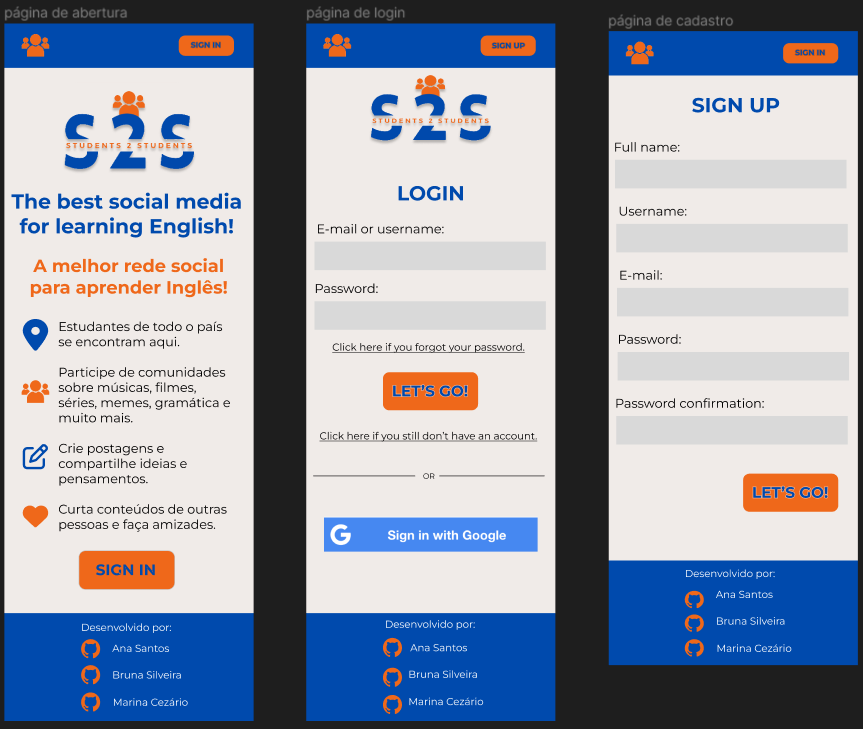 página de abertura
SIGN IN
S2S
STUDENTS 2 STUDENTS
The best social media
for learning English!
A melhor rede social
para aprender Inglês!
Estudantes de todo o país
se encontram aqui.
Participe de comunidades
sobre músicas, filmes,
séries, memes, gramática e
muito mais.
Crie postagens e
compartilhe ideias e
pensamentos.
Curta conteúdos de outras
pessoas e faça amizades.
SIGN IN
Desenvolvido por:
Ana Santos
Bruna Silveira
Marina Cezário
página de login
SIGN UP
S2S
STUDENTS 2 STUDENTS
LOGIN
E-mail or username:
Password:
Click here if you forgot your password.
LET'S GO!
Click here if you still don't have an account.
OR
G
Sign in with Google
Desenvolvido por:
Ana Santos
Bruna Silveira
Marina Cezário
página de cadastro
SIGN IN
SIGN UP
Full name:
Username:
E-mail:
Password:
Password confirmation:
LET'S GO!
Desenvolvido por:
Ana Santos
Bruna Silveira
Marina Cezário